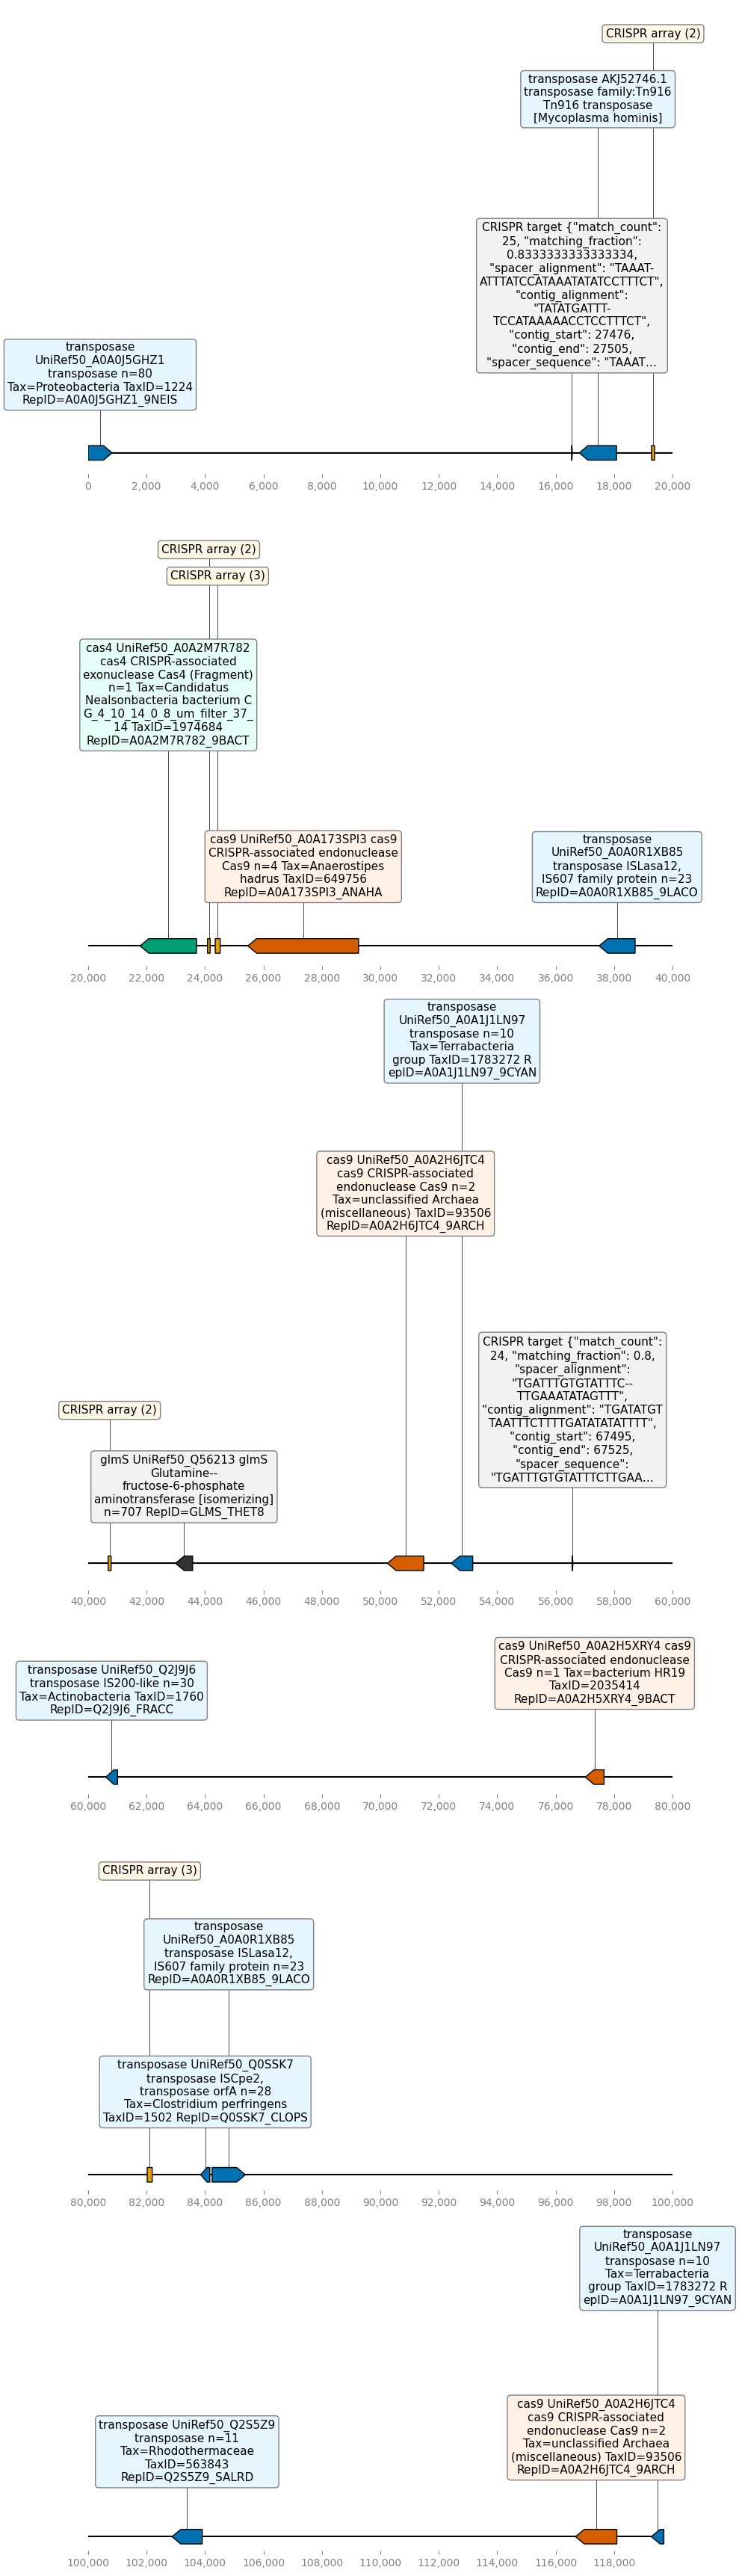 CRISPR array (2)
transposase AKJ52746.1
transposase family:Tn916
Tn916 transposase
[Mycoplasma hominis]
CRISPR target {"match_count":
25, "matching_fraction":
0.8333333333333334,
"spacer_alignment": "TAAAT-
ATTTATCCATAAATATATCCTTTCT",
"contig_alignment":
"TATATGATTT-
TCCATAAAAACCTCCTTTCT",
"contig_start": 27476,
"contig_end": 27505,
"spacer_sequence": "TAAAT...
transposase
UniRef50_A0A0J5GHZ1
transposase n=80
Tax=Proteobacteria TaxID=1224
RepID=A0A0J5GHZ1_9NEIS
0 2,000 4,000 6,000 8,000 10,000 12,000 14,000 16,000 18,000 20,000
CRISPR array (2)
CRISPR array (3)
cas4 UniRef50_A0A2M7R782
cas4 CRISPR-associated
exonuclease Cas4 (Fragment)
n=1 Tax=Candidatus
Nealsonbacteria bacterium C
G_4_10_14_0_8_um_filter_37_
14 TaxID=1974684
RepID=A0A2M7R782_9BACT
cas9 UniRef50_A0A173SPI3 cas9
CRISPR-associated endonuclease
Cas9 n=4 Tax=Anaerostipes
hadrus TaxID=649756
RepID=A0A173SPI3_ANAHA
transposase
UniRef50_A0A0R1XB85
transposase ISLasa12,
IS607 family protein n=23
RepID=A0A0R1XB85_9LACO
20,000 22,000 24,000 26,000 28,000 30,000 32,000 34,000 36,000 38,000 40,000
transposase
UniRef50_A0A1J1LN97
transposase n=10
Tax=Terrabacteria
group TaxID=1783272 R
epID=A0A1J1LN97_9CYAN
cas9 UniRef50_A0A2H6JTC4
cas9 CRISPR-associated
endonuclease Cas9 n=2
Tax=unclassified Archaea
(miscellaneous) TaxID=93506
RepID=A0A2H6JTC4_9ARCH
CRISPR target {"match_count":
24, "matching_fraction": 0.8,
"spacer_alignment":
"TGATTTGTGTATTTC--
TTGAAATATAGTTT",
"contig_alignment": "TGATATGT
TAATTTCTTTTGATATATATTTT",
"contig_start": 67495,
"contig_end": 67525,
"spacer_sequence":
"TGATTTGTGTATTTCTTGAA...
CRISPR array (2)
glmS UniRef50_Q56213 glmS
Glutamine--
fructose-6-phosphate
aminotransferase [isomerizing]
n=707 RepID=GLMS_THET8
40,000 42,000 44,000 46,000 48,000 50,000 52,000 54,000 56,000 58,000 60,000
transposase UniRef50_Q2J9J6
transposase IS200-like n=30
Tax=Actinobacteria TaxID=1760
RepID=Q2J9J6_FRACC
cas9 UniRef50_A0A2H5XRY4 cas9
CRISPR-associated endonuclease
Cas9 n=1 Tax=bacterium HR19
TaxID=2035414
RepID=A0A2H5XRY4_9BACT
60,000 62,000 64,000 66,000 68,000 70,000 72,000 74,000 76,000 78,000 80,000
CRISPR array (3)
transposase
UniRef50_A0A0R1XB85
transposase ISLasa12,
IS607 family protein n=23
RepID=A0A0R1XB85_9LACO
transposase UniRef50_Q0SSK7
transposase ISCpe2,
transposase orfA n=28
Tax=Clostridium perfringens
TaxID=1502 RepID=Q0SSK7_CLOPS
80,000 82,000 84,000 86,000 88,000 90,000 92,000 94,000 96,000 98,000 100,000
transposase
UniRef50_A0A1J1LN97
transposase n=10
Tax=Terrabacteria
group TaxID=1783272 R
epID=A0A1J1LN97_9CYAN
cas9 UniRef50_A0A2H6JTC4
cas9 CRISPR-associated
endonuclease Cas9 n=2
Tax=unclassified Archaea
(miscellaneous) TaxID=93506
RepID=A0A2H6JTC4_9ARCH
transposase UniRef50_Q2S5Z9
transposase n=11
Tax=Rhodothermaceae
TaxID=563843
RepID=Q2S5Z9_SALRD
100,000 102,000 104,000 106,000 108,000 110,000 112,000 114,000 116,000 118,000